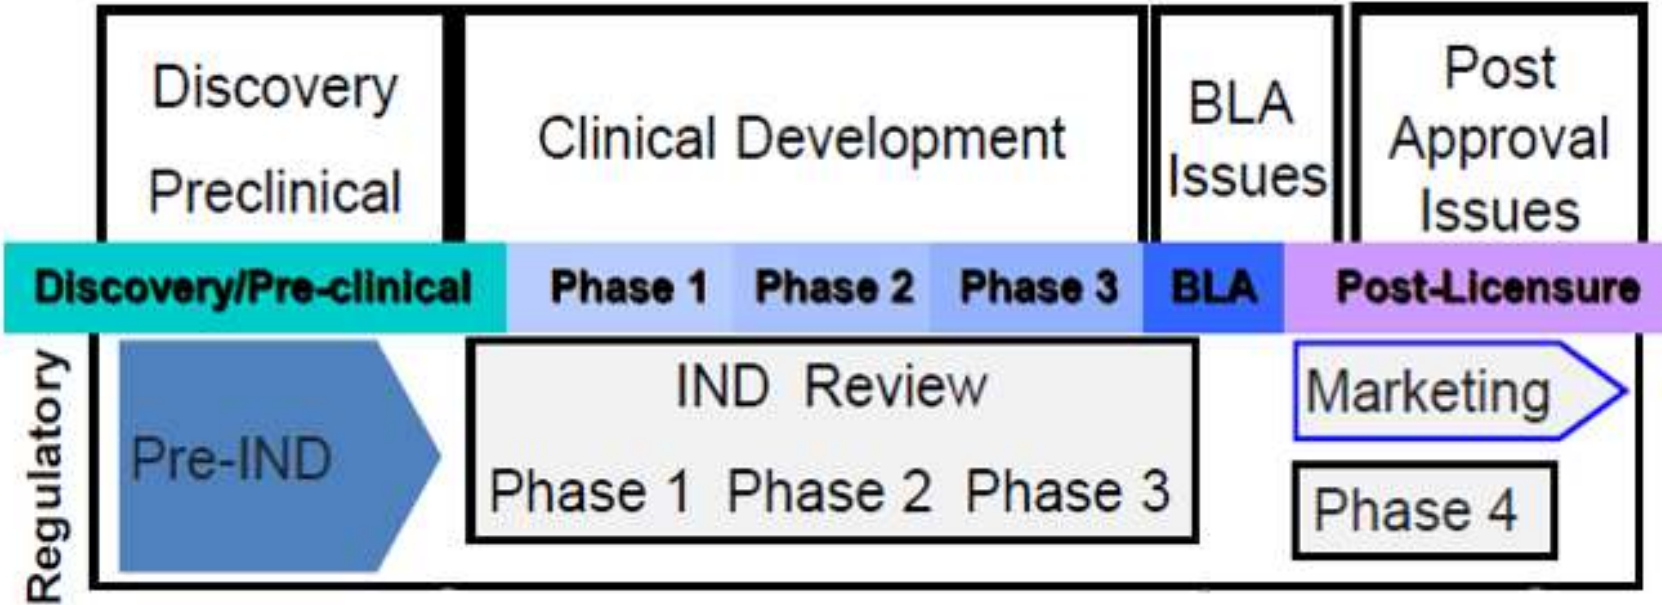 Discovery
Preclinical
Clinical Development
BLA
Issues
Post
Approval
Issues
Discovery/Pre-clinical Phase 1 Phase 2 Phase 3 BLA Post-Licensure
Regulatory
Pre-IND
IND Review
Phase 1 Phase 2 Phase 3
Marketing
Phase 4